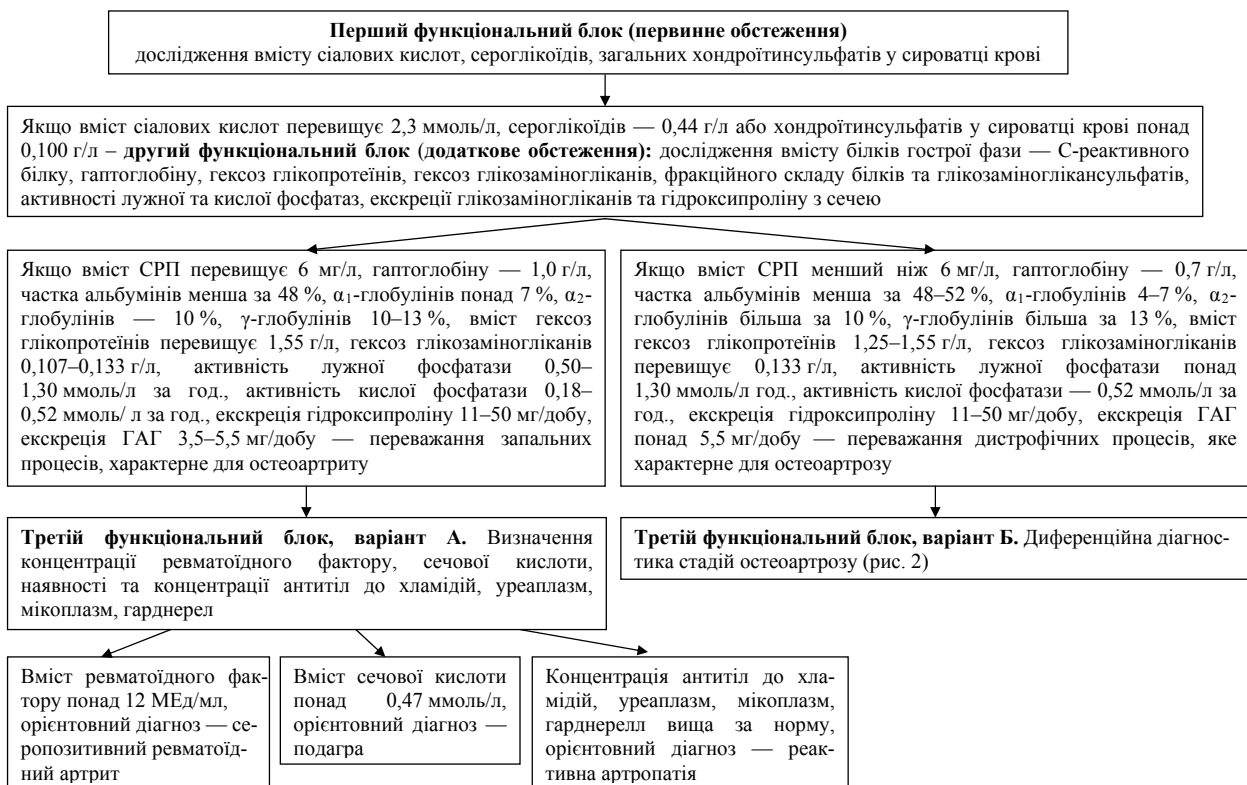 Перший функціональний блок (первинне обстеження)
дослідження вмісту сіалових кислот, сероглікоїдів, загальних хондроїтинсульфатів у сироватці крові
Якщо вміст сіалових кислот перевищує 2,3 ммоль/л, сероглікоїдів — 0,44 г/л або хондроїтинсульфатів у сироватці крові понад
0,100 г/л – другий функціональний блок (додаткове обстеження): дослідження вмісту білків гострої фази — С-реактивного
білку, гаптоглобіну, гексоз глікопротеїнів, гексоз глікозаміногліканів, фракційного складу білків та глікозаміноглікансульфатів,
активності лужної та кислої фосфатаз, екскреції глікозаміногліканів та гідроксипроліну з сечею
Якщо вміст СРП перевищує 6 мг/л, гаптоглобіну — 1,0 г/л,
частка альбумінів менша за 48 %, α₁-глобулінів понад 7 %, α₂-
глобулінів — 10 %, γ-глобулінів 10–13 %, вміст гексоз
глікопротеїнів перевищує 1,55 г/л, гексоз глікозаміногліканів
0,107–0,133 г/л, активність лужної фосфатази 0,50–
1,30 ммоль/л за год., активність кислої фосфатази 0,18–
0,52 ммоль/ л за год., екскреція гідроксипроліну 11–50 мг/добу,
екскреція ГАГ 3,5–5,5 мг/добу — переважання запальних
процесів, характерне для остеоартриту
Якщо вміст СРП менший ніж 6 мг/л, гаптоглобіну — 0,7 г/л,
частка альбумінів менша за 48–52 %, α₁-глобулінів 4–7 %, α₂-
глобулінів більша за 10 %, γ-глобулінів більша за 13 %, вміст
гексоз глікопротеїнів 1,25–1,55 г/л, гексоз глікозаміногліканів
перевищує 0,133 г/л, активність лужної фосфатази понад
1,30 ммоль/л год., активність кислої фосфатази — 0,52 ммоль/л за
год., екскреція гідроксипроліну 11–50 мг/добу, екскреція ГАГ
понад 5,5 мг/добу — переважання дистрофічних процесів, яке
характерне для остеоартрозу
Третій функціональний блок, варіант А. Визначення
концентрації ревматоїдного фактору, сечової кислоти,
наявності та концентрації антитіл до хламідій, уреаплазм,
мікоплазм, гарднерел
Третій функціональний блок, варіант Б. Диференційна діагнос-
тика стадій остеоартрозу (рис. 2)
Вміст ревматоїдного фак-
тору понад 12 МЕд/мл,
орієнтовний діагноз — се-
ропозитивний ревматоїд-
ний артрит
Вміст сечової кислоти
понад 0,47 ммоль/л,
орієнтовний діагноз —
подагра
Концентрація антитіл до хла-
мідій, уреаплазм, мікоплазм,
гарднерелл вища за норму,
орієнтовний діагноз — реак-
тивна артропатія